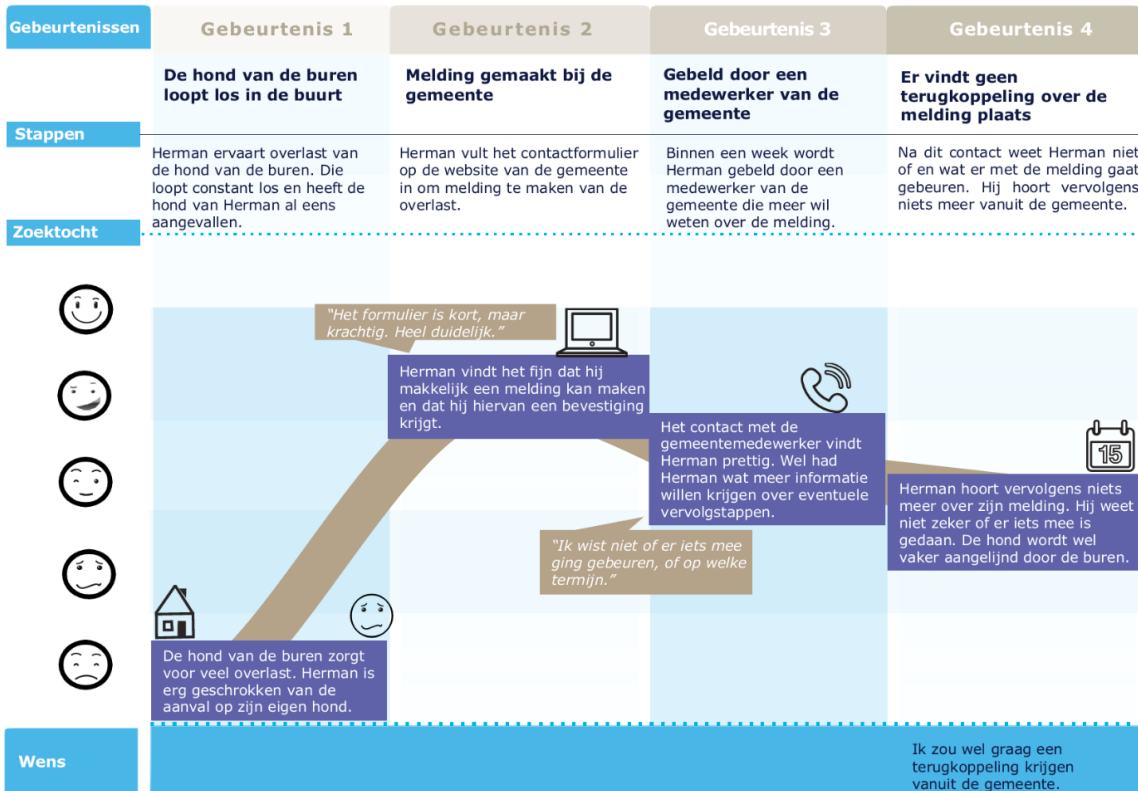 Gebeurtenissen
Gebeurtenis 1
Gebeurtenis 2
Gebeurtenis 3
Gebeurtenis 4
De hond van de buren
loopt los in de buurt
Melding gemaakt bij de
gemeente
Gebeld door een
medewerker van de
gemeente
Er vindt geen
terugkoppeling over de
melding plaats
Stappen
Herman ervaart overlast van
de hond van de buren. Die
loopt constant los en heeft de
hond van Herman al eens
aangevallen.
Herman vult het contactformulier
op de website van de gemeente
in om melding te maken van de
overlast.
Binnen een week wordt
Herman gebeld door een
medewerker van de
gemeente die meer wil
weten over de melding.
Na dit contact weet Herman niet
of en wat er met de melding gaat
gebeuren. Hij hoort vervolgens
niets meer vanuit de gemeente.
Zoektocht
“Het formulier is kort, maar
krachtig. Heel duidelijk.”
Herman vindt het fijn dat hij
makkelijk een melding kan maken
en dat hij hiervan een bevestiging
krijgt.
Het contact met de
gemeentemedewerker vindt
Herman prettig. Wel had
Herman wat meer informatie
willen krijgen over eventuele
vervolgstappen.
15
Herman hoort vervolgens niets
meer over zijn melding. Hij weet
niet zeker of er iets mee is
gedaan. De hond wordt wel
vaker aangelijnd door de buren.
“Ik wist niet of er iets mee
ging gebeuren, of op welke
termijn.”
De hond van de buren zorgt
voor veel overlast. Herman is
erg geschrokken van de
aanval op zijn eigen hond.
Wens
Ik zou wel graag een
terugkoppeling krijgen
vanuit de gemeente.